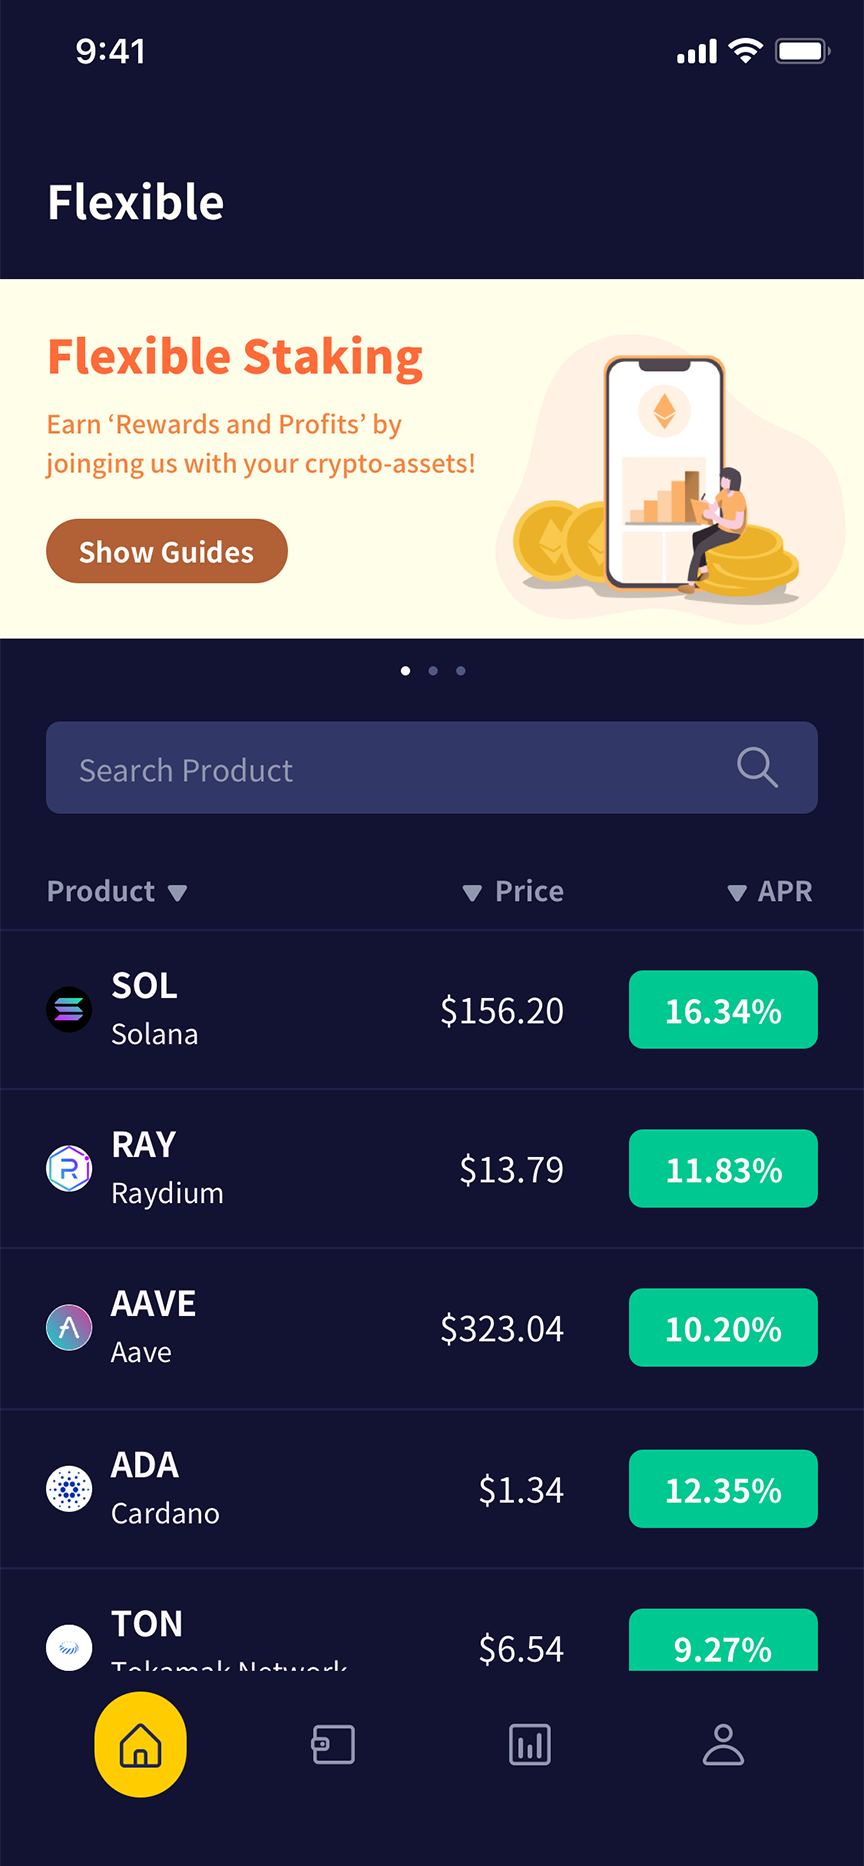 9:41
Flexible
Flexible Staking
Earn ‘Rewards and Profits’ by
joinging us with your crypto-assets!
Show Guides
Search Product
Product Price APR
SOL
Solana
$156.20
16.34%
RAY
Raydium
$13.79
11.83%
AAVE
Aave
$323.04
10.20%
ADA
Cardano
$1.34
12.35%
TON
Tokamak Network
$6.54
9.27%